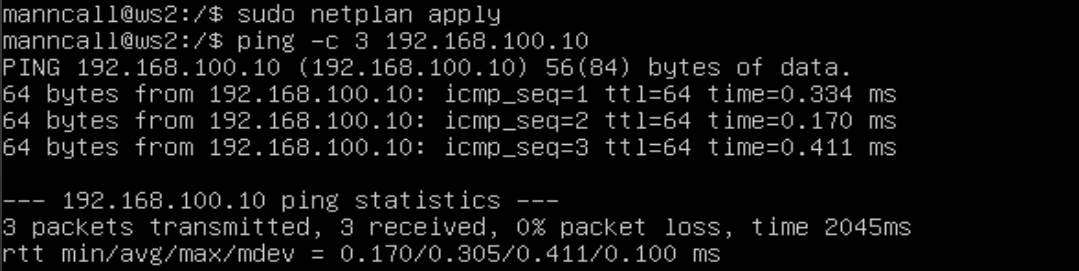 manncall@ws2:/$ sudo netplan apply
manncall@ws2:/$ ping -c 3 192.168.100.10
PING 192.168.100.10 (192.168.100.10) 56(84) bytes of data.
64 bytes from 192.168.100.10: icmp_seq=1 ttl=64 time=0.334 ms
64 bytes from 192.168.100.10: icmp_seq=2 ttl=64 time=0.170 ms
64 bytes from 192.168.100.10: icmp_seq=3 ttl=64 time=0.411 ms
--- 192.168.100.10 ping statistics ---
3 packets transmitted, 3 received, 0% packet loss, time 2045ms
rtt min/avg/max/mdev = 0.170/0.305/0.411/0.100 ms